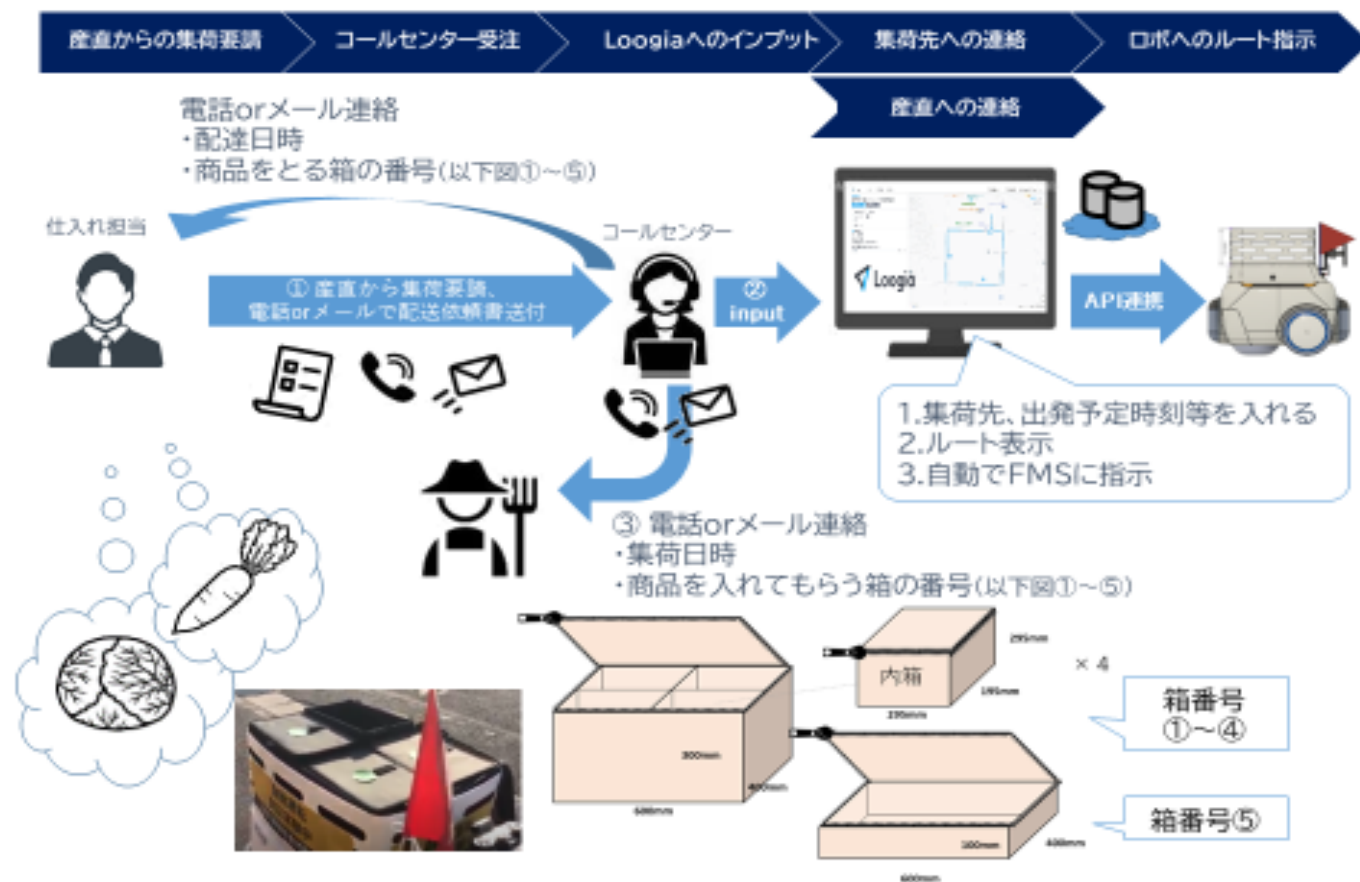 産直からの集荷要請
コールセンター受注
Loogiaへのインプット
集荷先への連絡
ロボへのルート指示
産直への連絡
電話orメール連絡
・配達日時
・商品をとる箱の番号(以下図①～⑤)
仕入れ担当
コールセンター
① 産直から集荷要請、
電話orメールで配送依頼書送付
②
input
Loogia
API連携
1.集荷先、出発予定時刻等を入れる
2.ルート表示
3.自動でFMSに指示
③ 電話orメール連絡
・集荷日時
・商品を入れてもらう箱の番号(以下図①～⑤)
内箱
295mm
195mm
× 4
箱番号
①～④
300mm
400mm
600mm
箱番号⑤
100mm
400mm
600mm